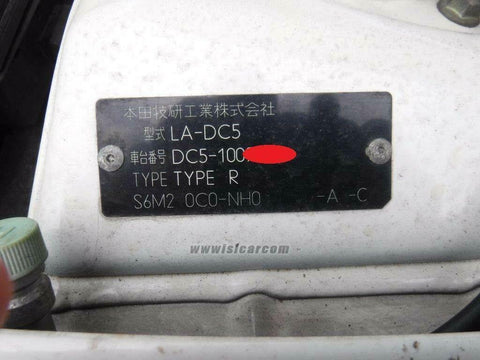 本田技研工業株式会社
型式 LA-DC5
車台番号 DC5-100
TYPE TYPE R
S6M2 0C0-NH0 -A -C
www.isfcar.com